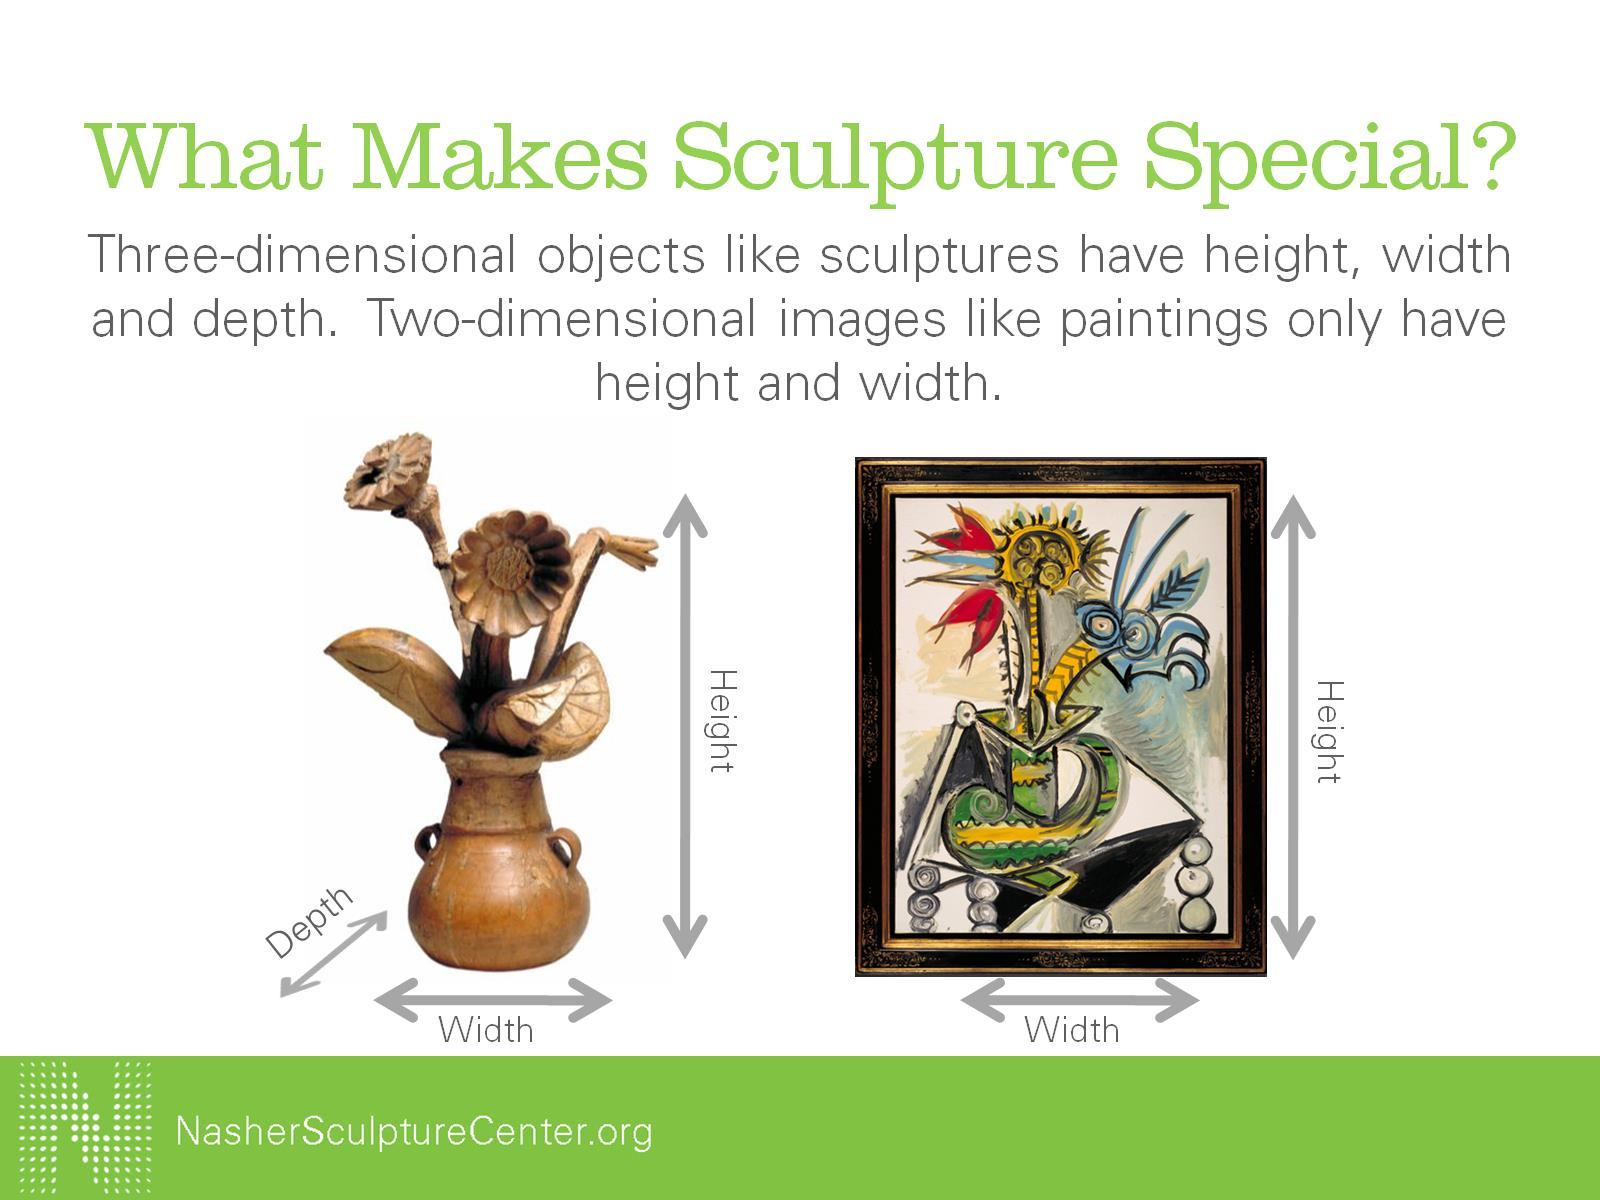 What Makes Sculpture Special?
Three-dimensional objects like sculptures have height, width
and depth. Two-dimensional images like paintings only have
height and width.
Height
Depth
Width
Height
Width
NasherSculptureCenter.org